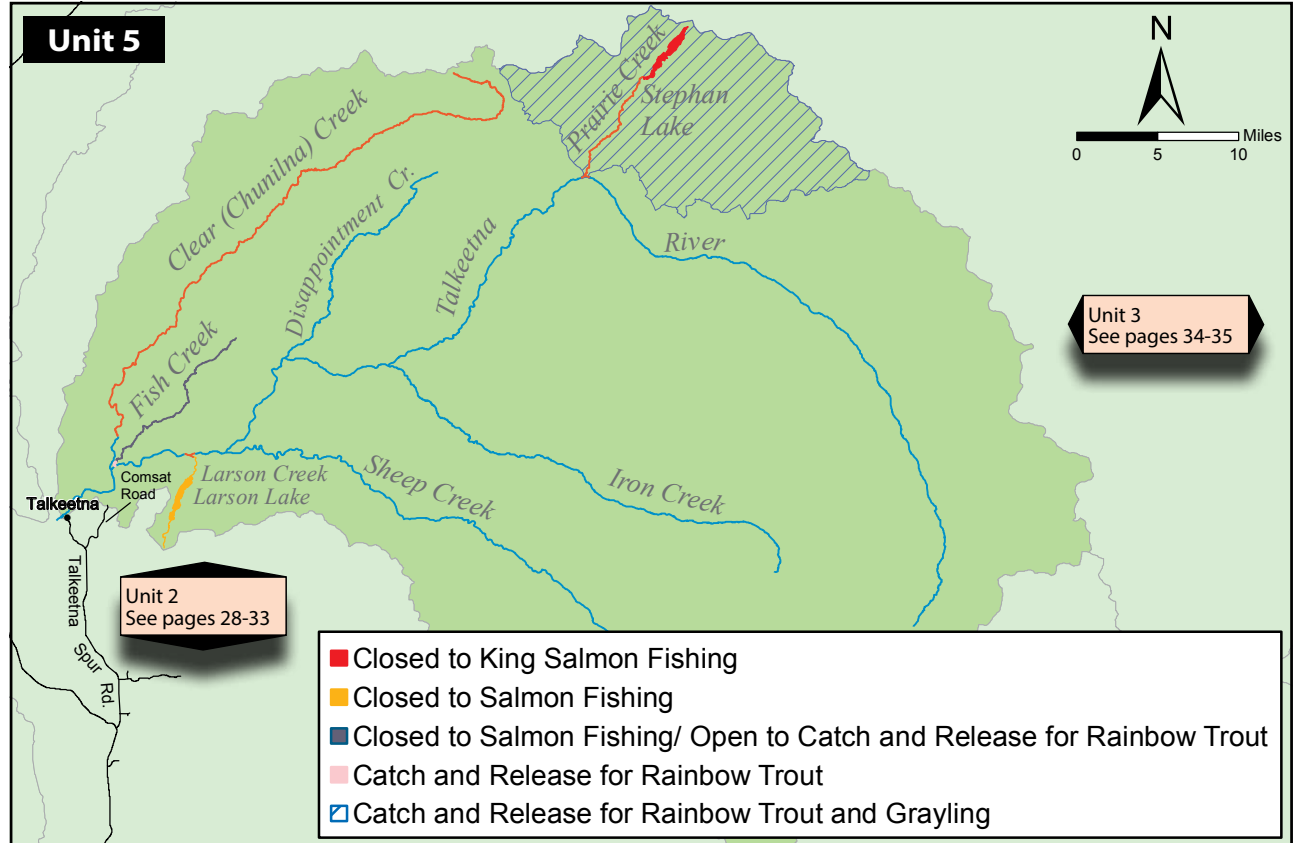 Unit 5
N
Miles
0 5 10
Prairie Creek
Stephan
Lake
Clear (Chunilna) Creek
Disappointment Cr.
Talkeetna
River
Fish Creek
Unit 3
See pages 34-35
Larson Creek
Larson Lake
Sheep Creek
Iron Creek
Comsat
Road
Talkeetna
Talkeetna
Spur
Rd.
Unit 2
See pages 28-33
Closed to King Salmon Fishing
Closed to Salmon Fishing
Closed to Salmon Fishing/ Open to Catch and Release for Rainbow Trout
Catch and Release for Rainbow Trout
Catch and Release for Rainbow Trout and Grayling